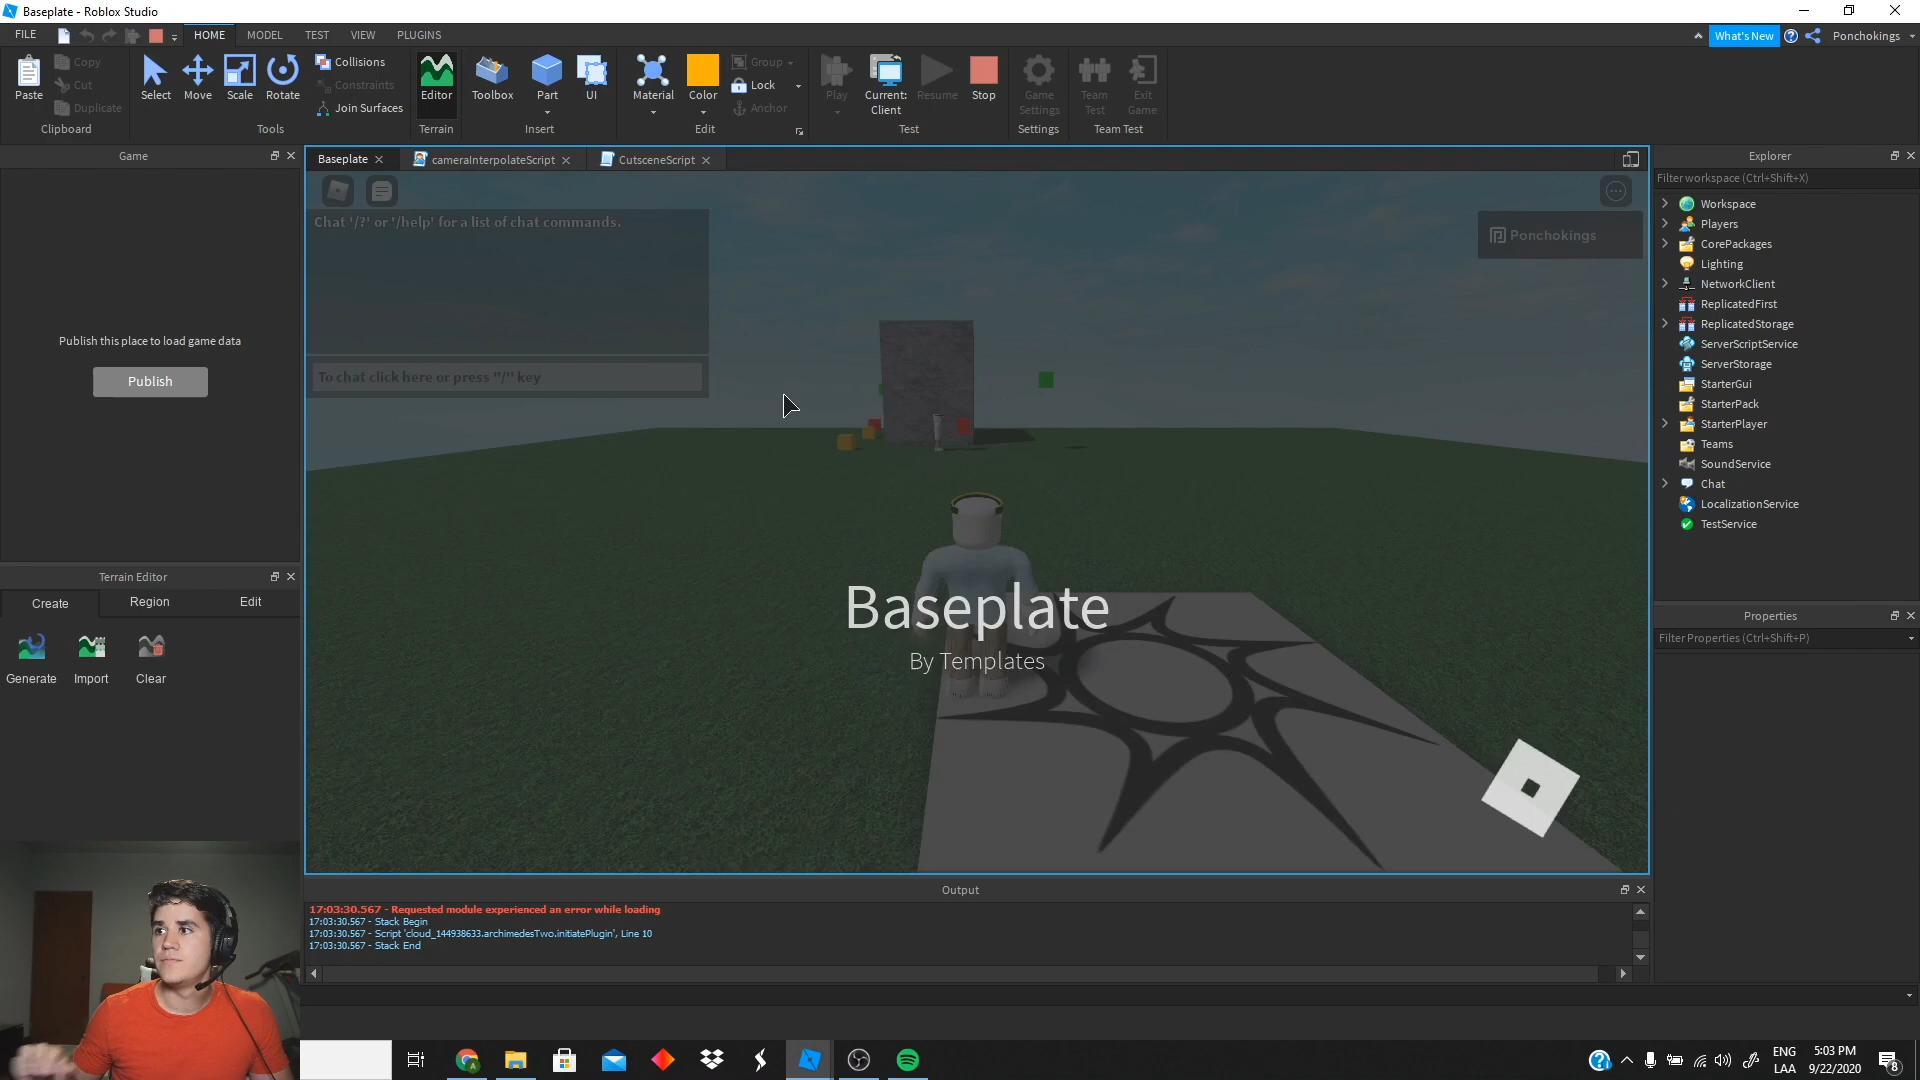 Baseplate - Roblox Studio
FILE
HOME
MODEL
TEST
VIEW
PLUGINS
What's New
Ponchokings
Paste
Copy
Cut
Duplicate
Clipboard
Select
Move
Scale
Rotate
Collisions
Constraints
Join Surfaces
Tools
Editor
Terrain
Toolbox
Part
UI
Insert
Material
Color
Group
Lock
Anchor
Edit
Play
Current:
Client
Resume
Stop
Test
Game
Settings
Settings
Team
Test
Exit
Game
Team Test
Game
Publish this place to load game data
Publish
Terrain Editor
Create
Region
Edit
Generate
Import
Clear
Baseplate
cameraInterpolateScript
CutsceneScript
Chat '/?' or '/help' for a list of chat commands.
To chat click here or press "/" key
Ponchokings
Baseplate
By Templates
Output
17:03:30.567 - Requested module experienced an error while loading
17:03:30.567 - Stack Begin
17:03:30.567 - Script 'cloud_144938633.archimedesTwo.initiatePlugin', Line 10
17:03:30.567 - Stack End
Explorer
Filter workspace (Ctrl+Shift+X)
Workspace
Players
CorePackages
Lighting
NetworkClient
ReplicatedFirst
ReplicatedStorage
ServerScriptService
ServerStorage
StarterGui
StarterPack
StarterPlayer
Teams
SoundService
Chat
LocalizationService
TestService
Properties
Filter Properties (Ctrl+Shift+P)
ENG
LAA
5:03 PM
9/22/2020
8